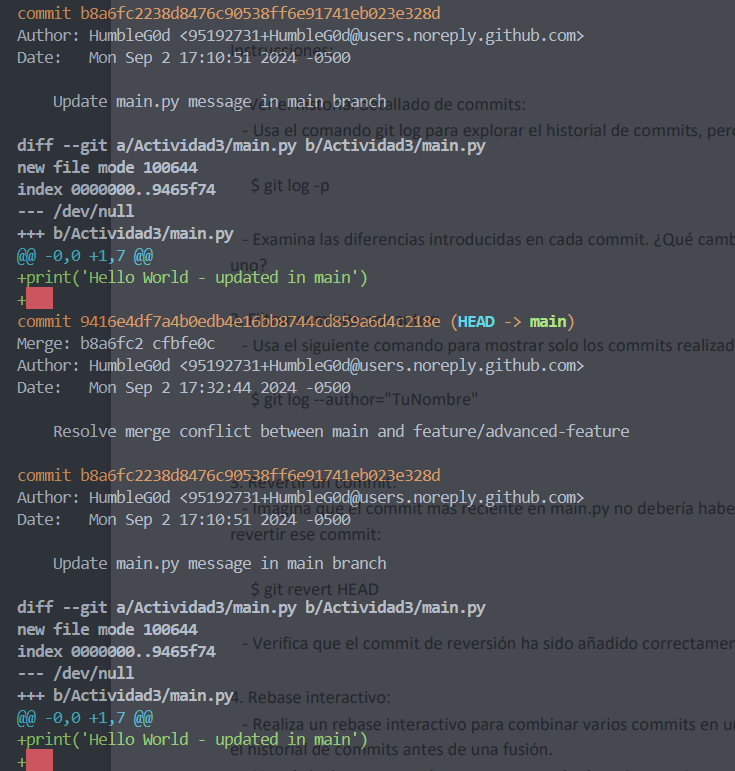 commit b8a6fc2238d8476c90538ff6e91741eb023e328d
Author: HumbleG0d <95192731+HumbleG0d@users.noreply.github.com>
Instrucciones:
Date:   Mon Sep 2 17:10:51 2024 -0500
Update main.py message in main branch
detallado de commits:
- Usa el comando git log para explorar el historial de commits, pero
diff --git a/Actividad3/main.py b/Actividad3/main.py
new file mode 100644
index 0000000..9465f74
$ git log -p
--- /dev/null
+++ b/Actividad3/main.py
- Examina las diferencias introducidas en cada commit. ¿Qué camb
@@ -0,0 +1,7 @@
uno?
+print('Hello World - updated in main')
+
commit 9416e4df7a4b0edb4e16bb8744cd859a6d4c218e (HEAD -> main)
Merge: b8a6fc2 cfbfe0c
- Usa el siguiente comando para mostrar solo los commits realizad
Author: HumbleG0d <95192731+HumbleG0d@users.noreply.github.com>
Date:   Mon Sep 2 17:32:44 2024 -0500
$ git log --author="TuNombre"
Resolve merge conflict between main and feature/advanced-feature
commit b8a6fc2238d8476c90538ff6e91741eb023e328d
3. Revertir un commit:
Author: HumbleG0d <95192731+HumbleG0d@users.noreply.github.com>
- Imagina que el commit más reciente en main.py no debería habe
Date:   Mon Sep 2 17:10:51 2024 -0500
revertir ese commit:
Update main.py message in main branch
$ git revert HEAD
diff --git a/Actividad3/main.py b/Actividad3/main.py
new file mode 100644
- Verifica que el commit de reversión ha sido añadido correctamen
index 0000000..9465f74
--- /dev/null
+++ b/Actividad3/main.py
4. Rebase interactivo:
@@ -0,0 +1,7 @@
- Realiza un rebase interactivo para combinar varios commits en u
+print('Hello World - updated in main')
el historial de commits antes de una fusión.
+